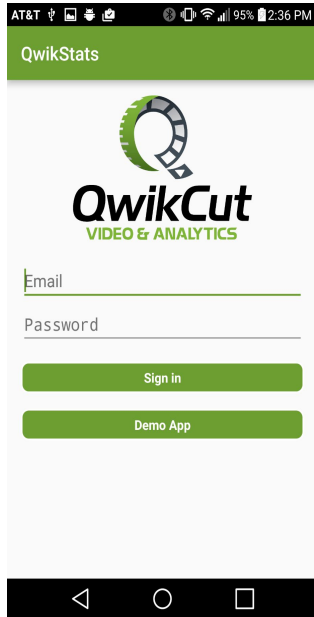 AT&T 95% 2:36 PM
QwikStats
QwikCut
VIDEO & ANALYTICS
Email
Password
Sign in
Demo App